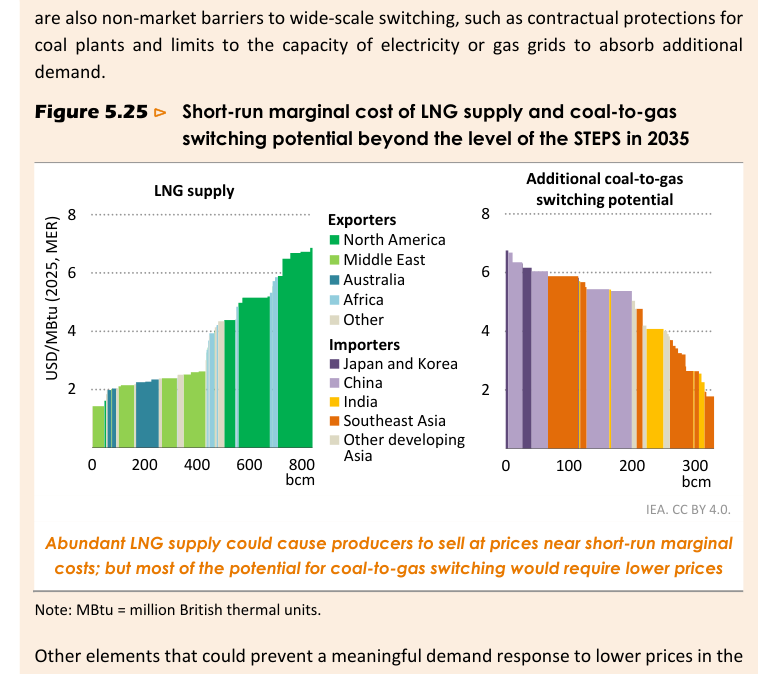 are also non-market barriers to wide-scale switching, such as contractual protections for
coal plants and limits to the capacity of electricity or gas grids to absorb additional
demand.
Figure 5.25 ▷ Short-run marginal cost of LNG supply and coal-to-gas
switching potential beyond the level of the STEPS in 2035
LNG supply
USD/MBtu (2025, MER)
8
6
4
2
0
200
400
600
800
bcm
Exporters
North America
Middle East
Australia
Africa
Other
Importers
Japan and Korea
China
India
Southeast Asia
Other developing
Asia
Additional coal-to-gas
switching potential
8
6
4
2
0
100
200
300
bcm
IEA. CC BY 4.0.
Abundant LNG supply could cause producers to sell at prices near short-run marginal
costs; but most of the potential for coal-to-gas switching would require lower prices
Note: MBtu = million British thermal units.
Other elements that could prevent a meaningful demand response to lower prices in the